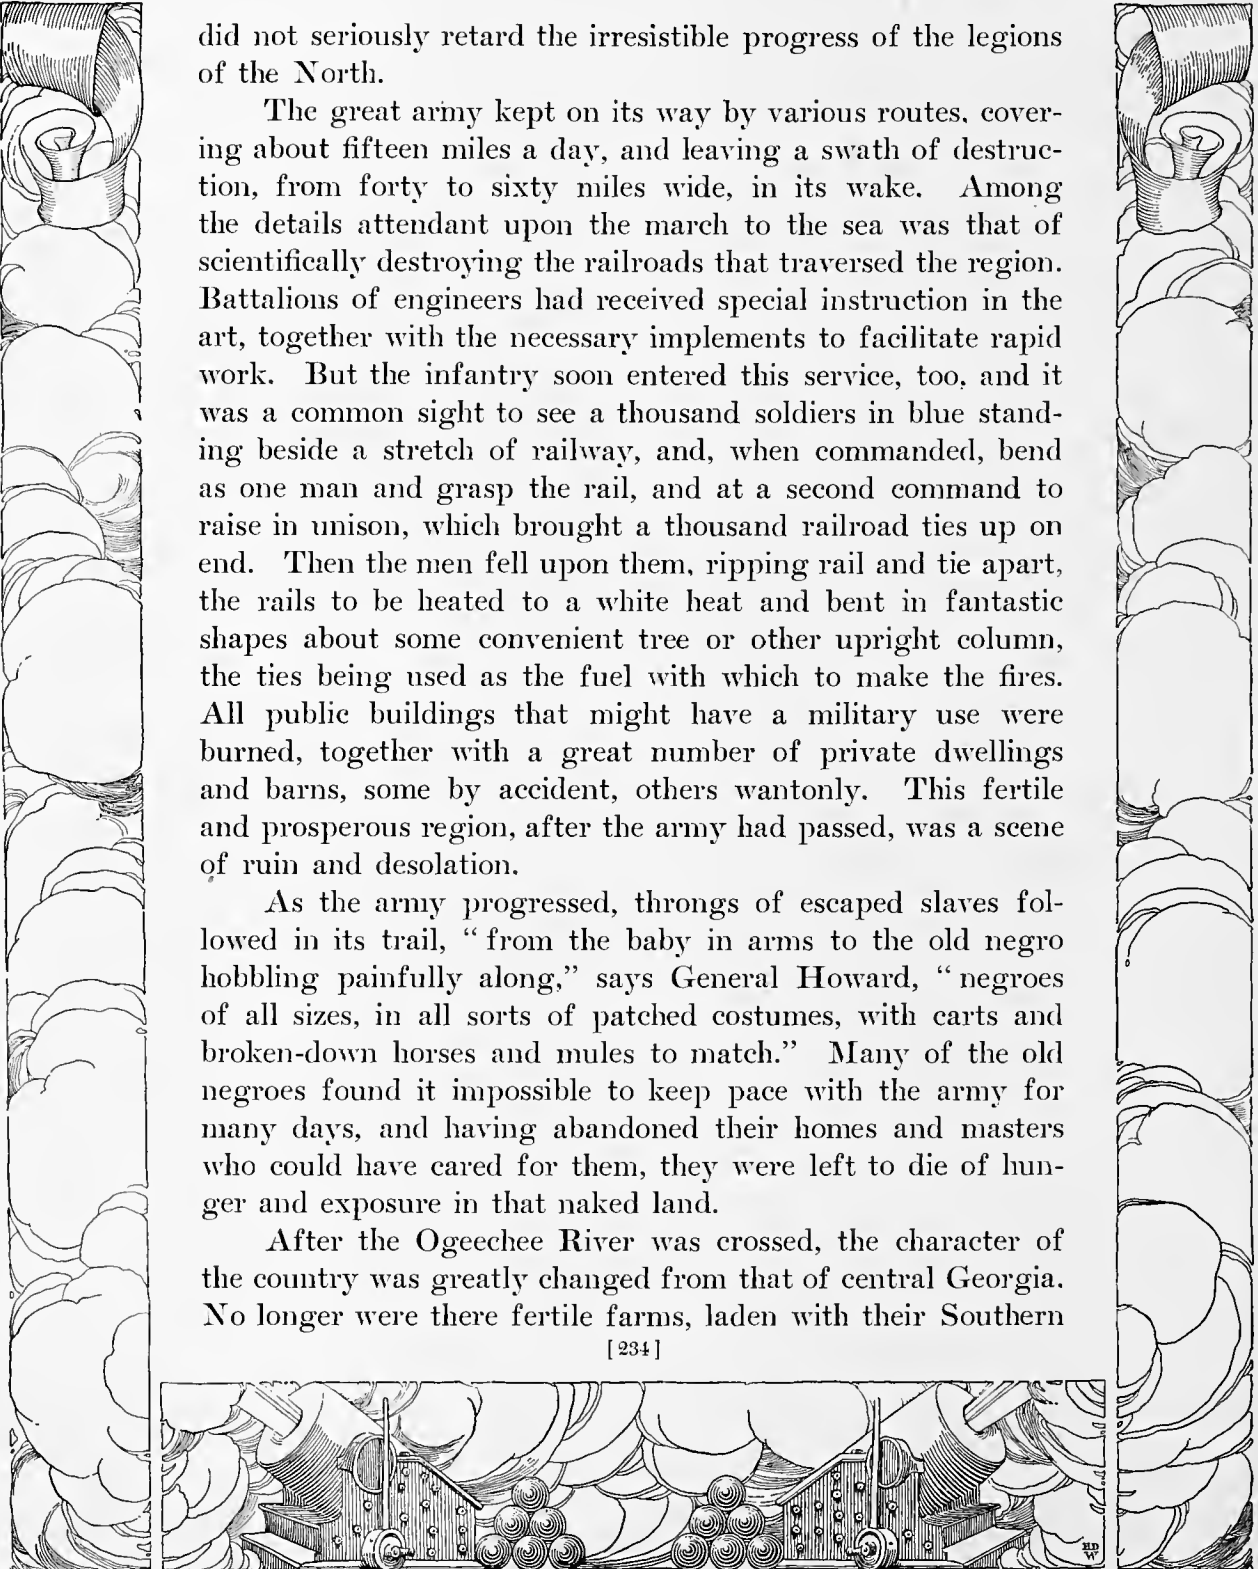 did not seriously retard the irresistible progress of the legions
of the North.
The great army kept on its way by various routes, cover-
ing about fifteen miles a day, and leaving a swath of destruc-
tion, from forty to sixty miles wide, in its wake. Among
the details attendant upon the march to the sea was that of
scientifically destroying the railroads that traversed the region.
Battalions of engineers had received special instruction in the
art, together with the necessary implements to facilitate rapid
work. But the infantry soon entered this service, too, and it
was a common sight to see a thousand soldiers in blue stand-
ing beside a stretch of railway, and, when commanded, bend
as one man and grasp the rail, and at a second command to
raise in unison, which brought a thousand railroad ties up on
end. Then the men fell upon them, ripping rail and tie apart,
the rails to be heated to a white heat and bent in fantastic
shapes about some convenient tree or other upright column,
the ties being used as the fuel with which to make the fires.
All public buildings that might have a military use were
burned, together with a great number of private dwellings
and barns, some by accident, others wantonly. This fertile
and prosperous region, after the army had passed, was a scene
of ruin and desolation.
As the army progressed, throngs of escaped slaves fol-
lowed in its trail, “ from the baby in arms to the old negro
hobbling painfully along,” says General Howard, “ negroes
of all sizes, in all sorts of patched costumes, with carts and
broken-down horses and mules to match.” Many of the old
negroes found it impossible to keep pace with the army for
many days, and having abandoned their homes and masters
who could have cared for them, they were left to die of hun-
ger and exposure in that naked land.
After the Ogeechee River was crossed, the character of
the country was greatly changed from that of central Georgia.
No longer were there fertile farms, laden with their Southern
[234]
HD
W